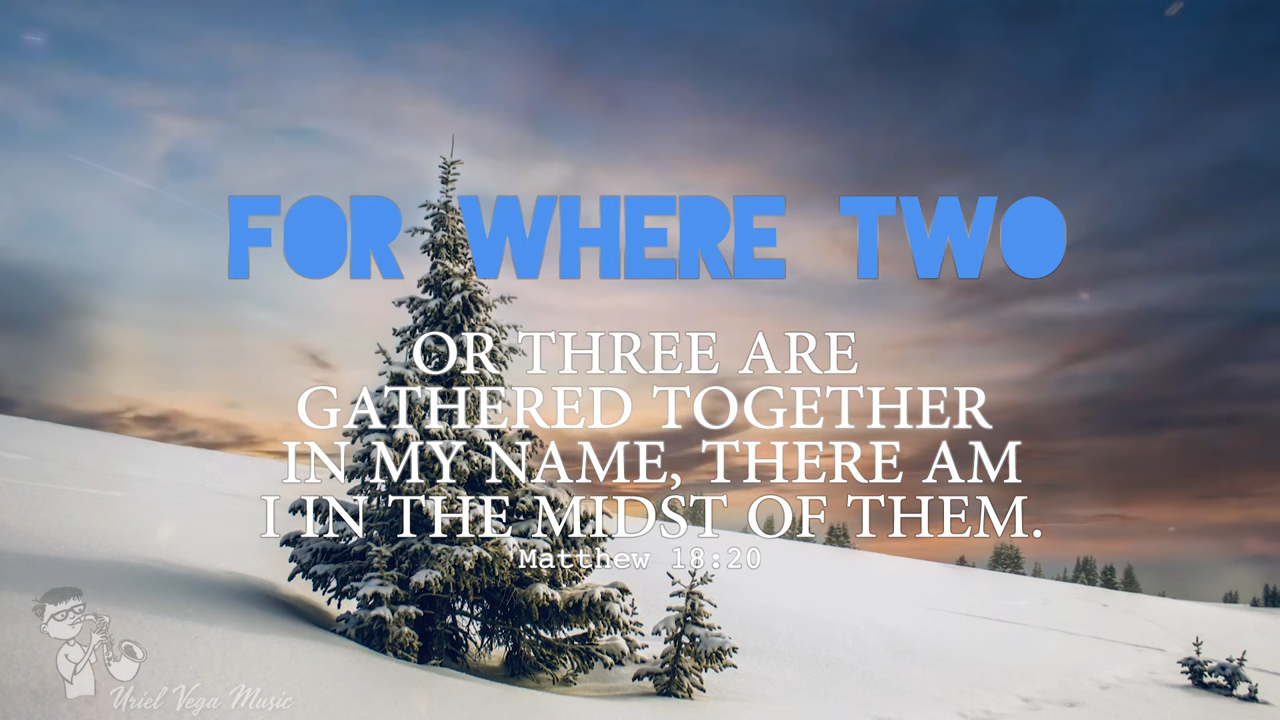 FOR WHERE TWO
OR THREE ARE
GATHERED TOGETHER
IN MY NAME, THERE AM
I IN THE MIDST OF THEM.
Matthew 18:20
Uriel Vega Music